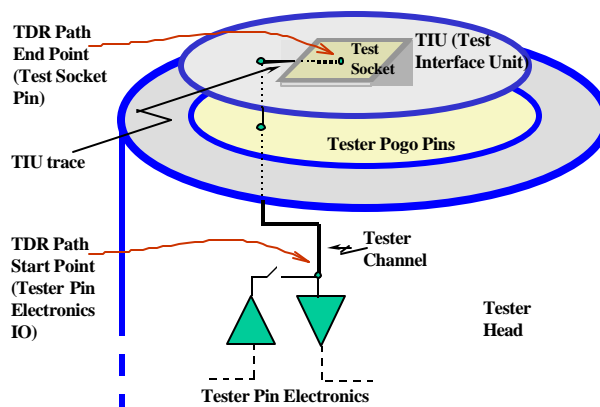 TDR Path
End Point
(Test Socket
Pin)
Test
Socket
TIU (Test
Interface Unit)
TIU trace
Tester Pogo Pins
TDR Path
Start Point
(Tester Pin
Electronics
IO)
Tester
Channel
Tester
Head
Tester Pin Electronics